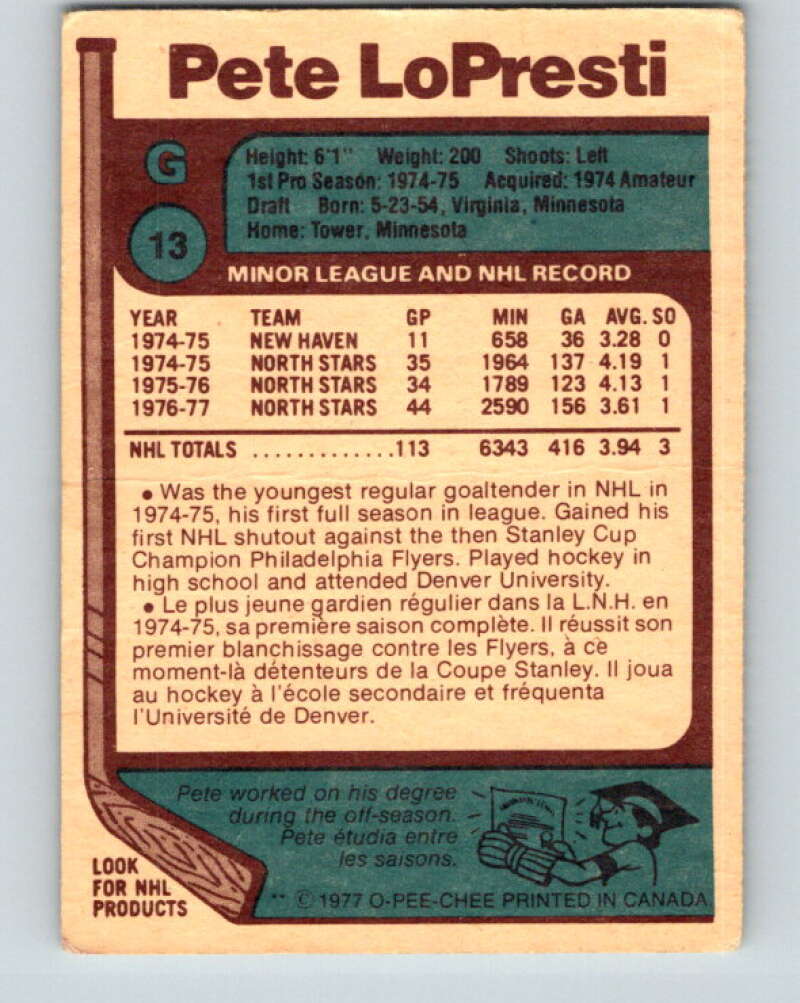 Pete LoPresti
G
13
Height: 6'1" Weight: 200 Shoots: Left
1st Pro Season: 1974-75 Acquired: 1974 Amateur
Draft Born: 5-23-54, Virginia, Minnesota
Home: Tower, Minnesota
MINOR LEAGUE AND NHL RECORD
YEAR TEAM GP MIN GA AVG. SO
1974-75 NEW HAVEN 11 658 36 3.28 0
1974-75 NORTH STARS 35 1964 137 4.19 1
1975-76 NORTH STARS 34 1789 123 4.13 1
1976-77 NORTH STARS 44 2590 156 3.61 1
NHL TOTALS .............113 6343 416 3.94 3
• Was the youngest regular goaltender in NHL in
1974-75, his first full season in league. Gained his
first NHL shutout against the then Stanley Cup
Champion Philadelphia Flyers. Played hockey in
high school and attended Denver University.
• Le plus jeune gardien régulier dans la L.N.H. en
1974-75, sa première saison complète. Il réussit son
premier blanchissage contre les Flyers, à ce
moment-là détenteurs de la Coupe Stanley. Il joua
au hockey à l'école secondaire et fréquenta
l'Université de Denver.
Pete worked on his degree
during the off-season.
Pete étudia entre
les saisons.
LOOK
FOR NHL
PRODUCTS
** © 1977 O-PEE-CHEE PRINTED IN CANADA